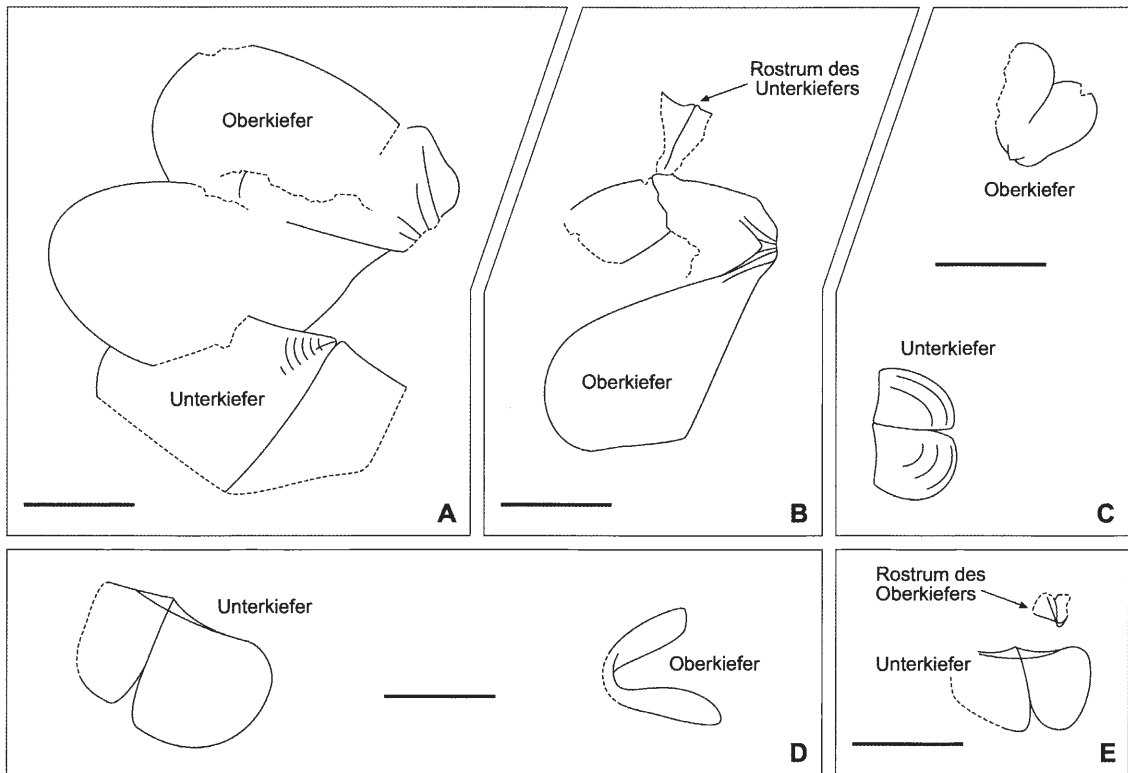 Oberkiefer
Unterkiefer
A
Rostrum des
Unterkiefers
Oberkiefer
B
Oberkiefer
Unterkiefer
C
Unterkiefer
Oberkiefer
D
Rostrum des
Oberkiefers
Unterkiefer
E